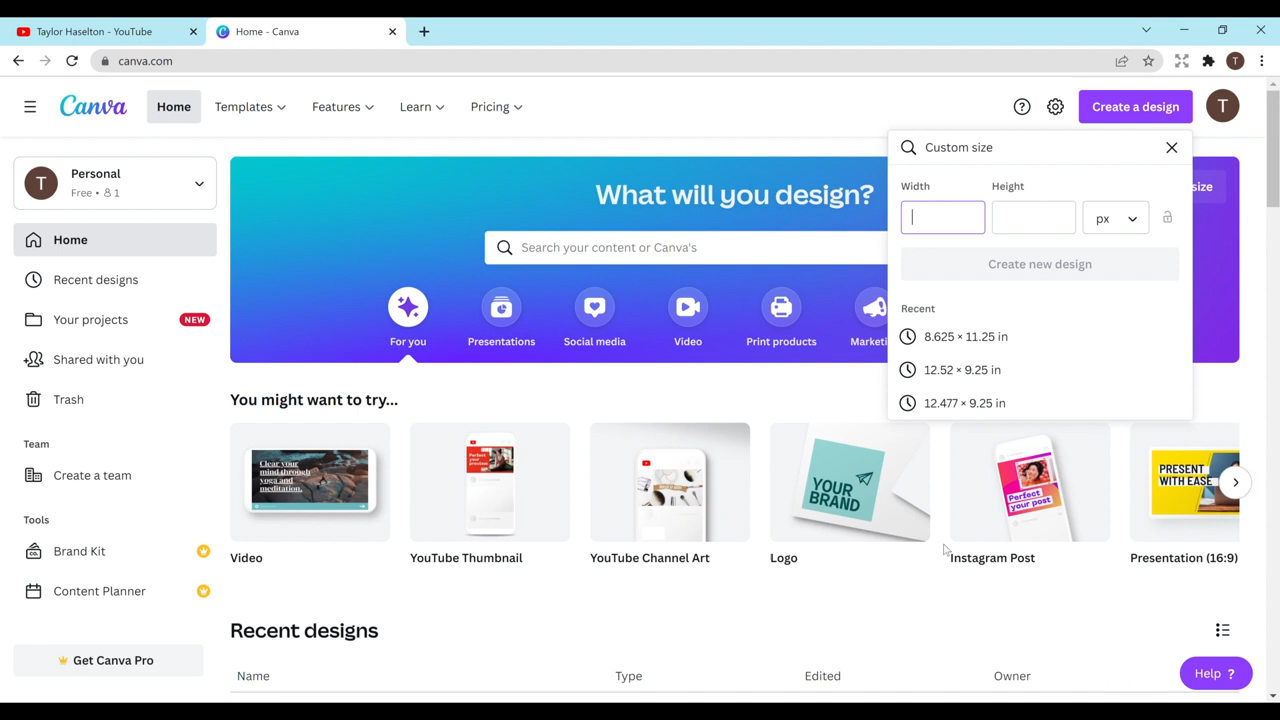 Taylor Haselton - YouTube
Home - Canva
canva.com
T
Canva
Home
Templates
Features
Learn
Pricing
Create a design
T
Custom size
Width
Height
px
Create new design
Recent
8.625 × 11.25 in
12.52 × 9.25 in
12.477 × 9.25 in
T
Personal
Free • 1
Home
Recent designs
Your projects
NEW
Shared with you
Trash
Team
Create a team
Tools
Brand Kit
Content Planner
Get Canva Pro
What will you design?
size
Search your content or Canva's
For you
Presentations
Social media
Video
Print products
Marketi
You might want to try...
Clear your
mind through
yoga and
meditation.
Perfect
your
preview
YOUR
BRAND
Perfect
your post
PRESENT
WITH EASE
Video
YouTube Thumbnail
YouTube Channel Art
Logo
Instagram Post
Presentation (16:9)
Recent designs
Name
Type
Edited
Owner
Help ?